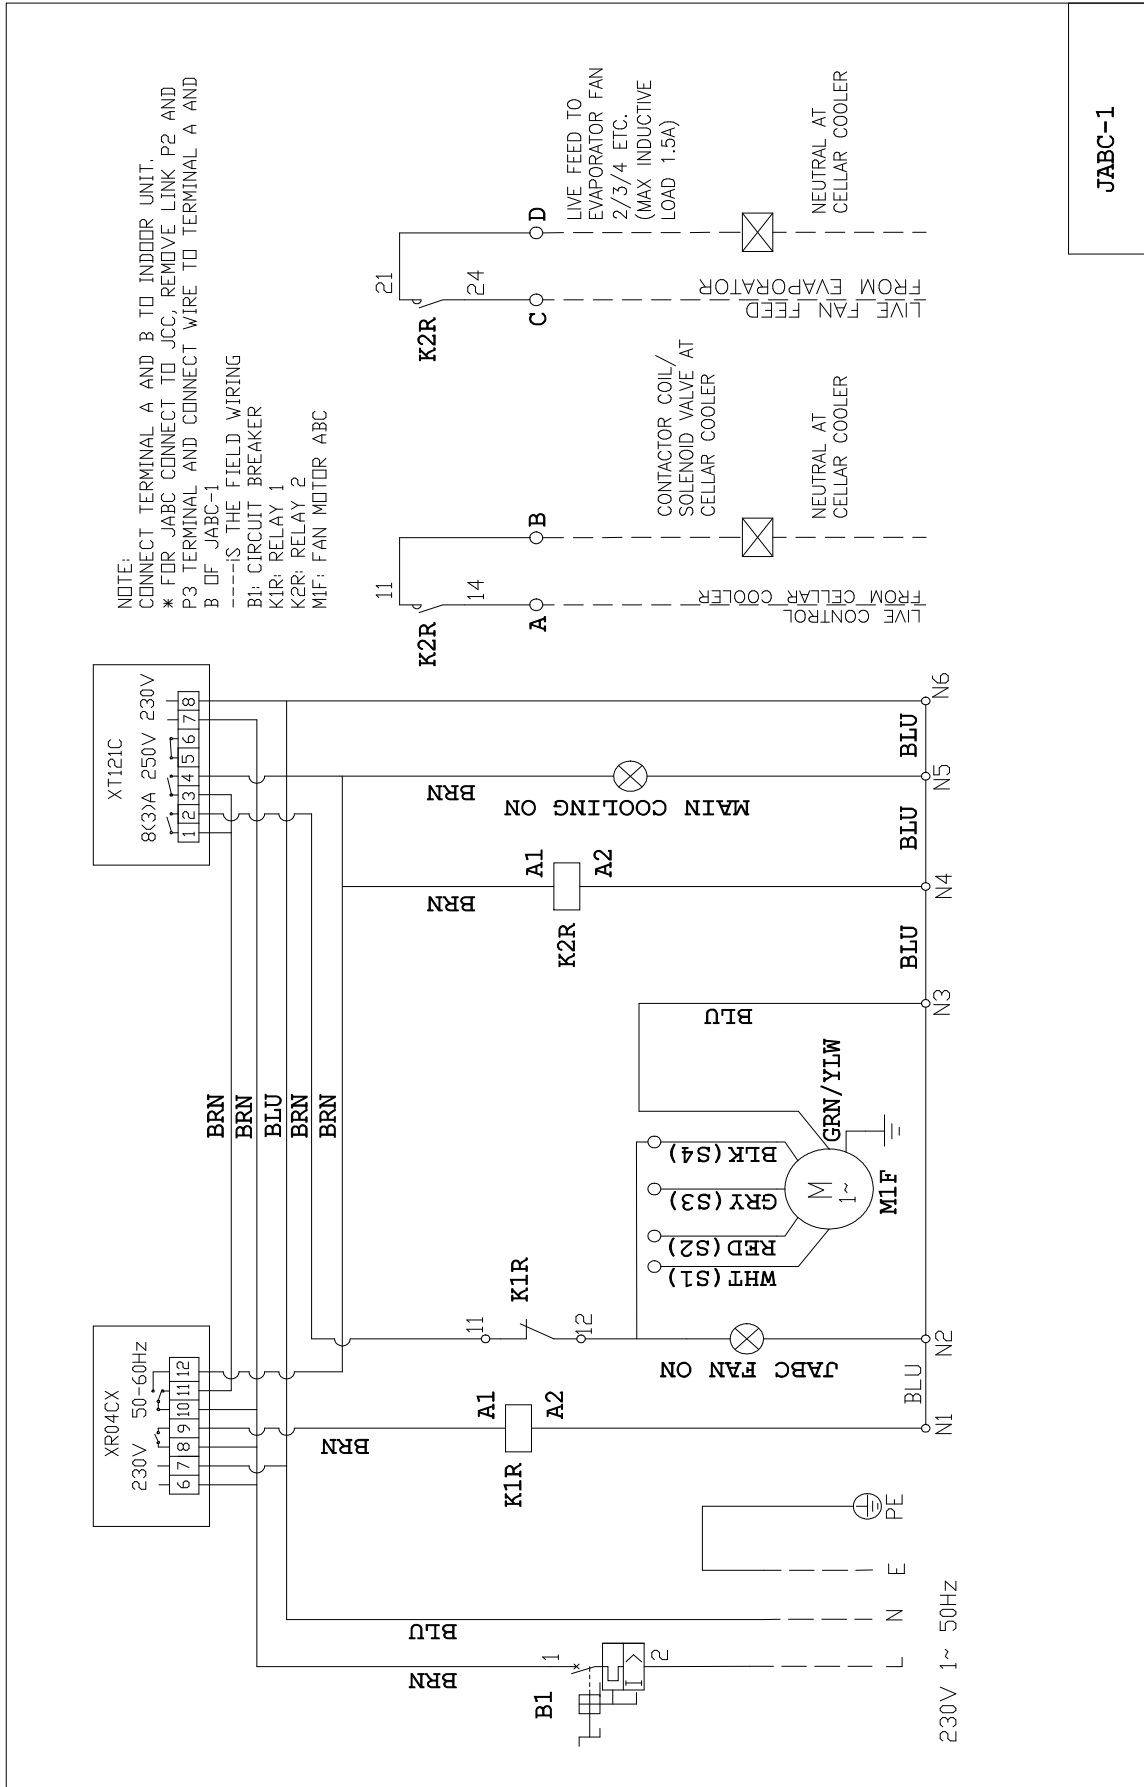 NOTE:
CONNECT TERMINAL A AND B TO INDOOR UNIT.
* FOR JABC CONNECT TO JCC, REMOVE LINK P2 AND
P3 TERMINAL AND CONNECT WIRE TO TERMINAL A AND
B OF JABC-1
----IS THE FIELD WIRING
B1: CIRCUIT BREAKER
K1R: RELAY 1
K2R: RELAY 2
M1F: FAN MOTOR ABC
XR04CX
230V 50-60Hz
6 7 8 9 10 11 12
XT121C
8(3)A 250V 230V
1 2 3 4 5 6 7 8
BRN
BRN
BLU
BRN
BRN
BRN
BLU
B1
1
2
I >
L
N
E
PE
230V 1~ 50Hz
BRN
K1R
A1
A2
11
K1R
12
JABC FAN ON
WHT(S1)
RED(S2)
GRY(S3)
BLK(S4)
M
1~
M1F
GRN/YLW
BLU
BRN
K2R
A1
A2
BRN
MAIN COOLING ON
N1
BLU
N2
N3
BLU
N4
BLU
N5
BLU
N6
K2R
11
14
A
B
LIVE CONTROL
FROM CELLAR COOLER
CONTACTOR COIL/
SOLENOID VALVE AT
CELLAR COOLER
NEUTRAL AT
CELLAR COOLER
K2R
21
24
C
D
LIVE FAN FEED
FROM EVAPORATOR
LIVE FEED TO
EVAPORATOR FAN
2/3/4 ETC.
(MAX INDUCTIVE
LOAD 1.5A)
NEUTRAL AT
CELLAR COOLER
JABC-1